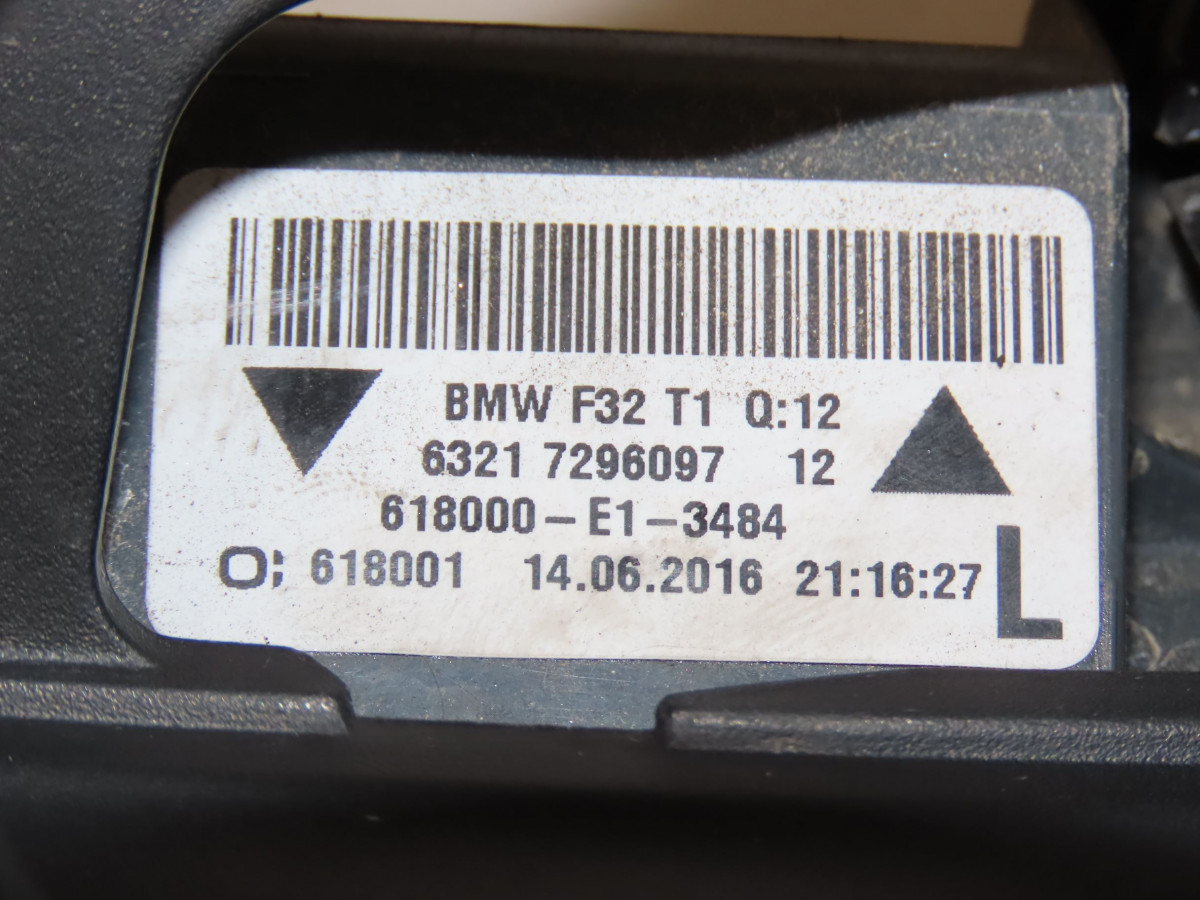 BMW F32 T1 Q:12
6321 7296097 12
618000-E1-3484
O; 618001 14.06.2016 21:16:27
L